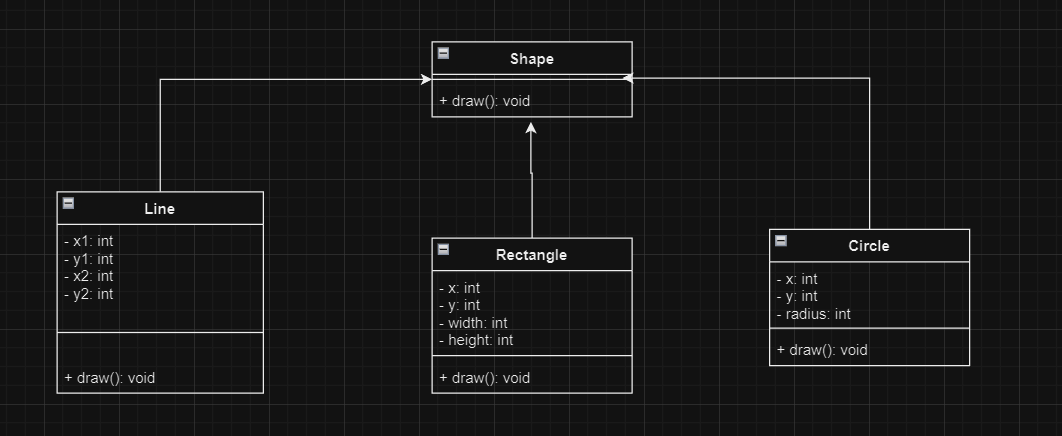 Shape
+ draw(): void
Line
- x1: int
- y1: int
- x2: int
- y2: int
+ draw(): void
Rectangle
- x: int
- y: int
- width: int
- height: int
+ draw(): void
Circle
- x: int
- y: int
- radius: int
+ draw(): void